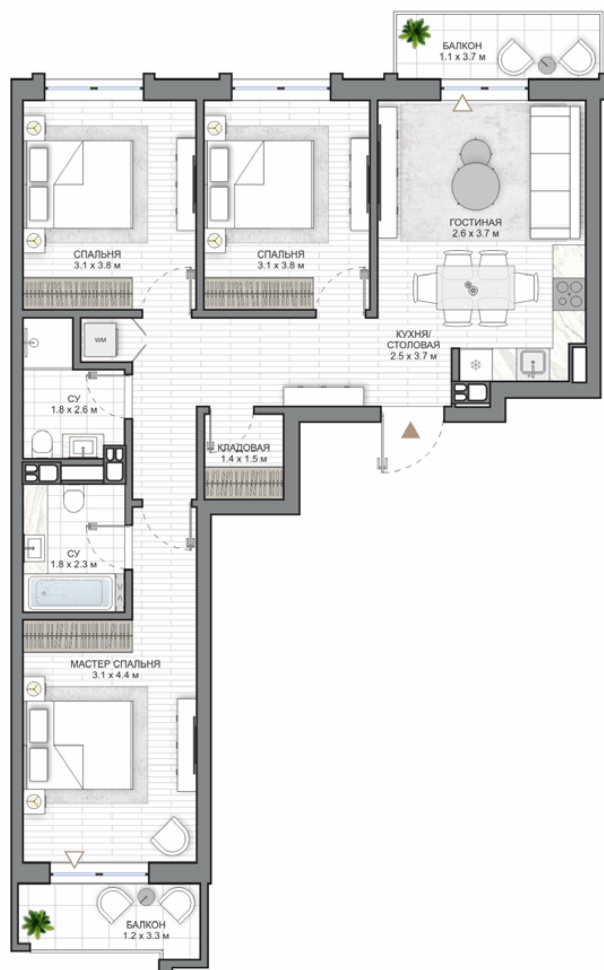 БАЛКОН
1.1 x 3.7 м
ГОСТИНАЯ
2.6 x 3.7 м
СПАЛЬНЯ
3.1 x 3.8 м
СПАЛЬНЯ
3.1 x 3.8 м
WM
КУХНЯ/
СТОЛОВАЯ
2.5 x 3.7 м
СУ
1.8 x 2.6 м
КЛАДОВАЯ
1.4 x 1.5 м
СУ
1.8 x 2.3 м
МАСТЕР СПАЛЬНЯ
3.1 x 4.4 м
БАЛКОН
1.2 x 3.3 м